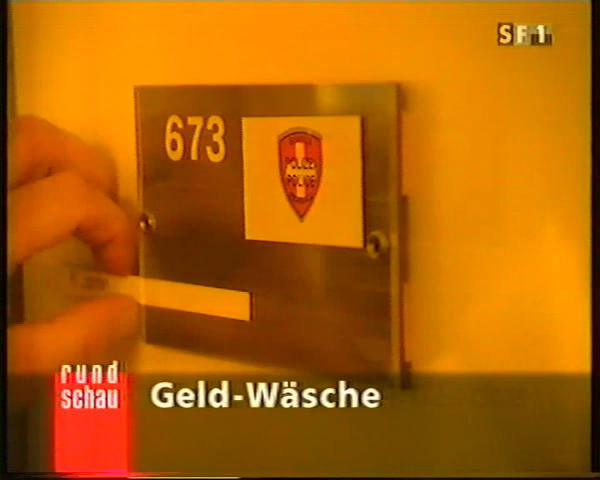 SF1
673
POLIZEI
POLICE
rund
schau
Geld-Wäsche